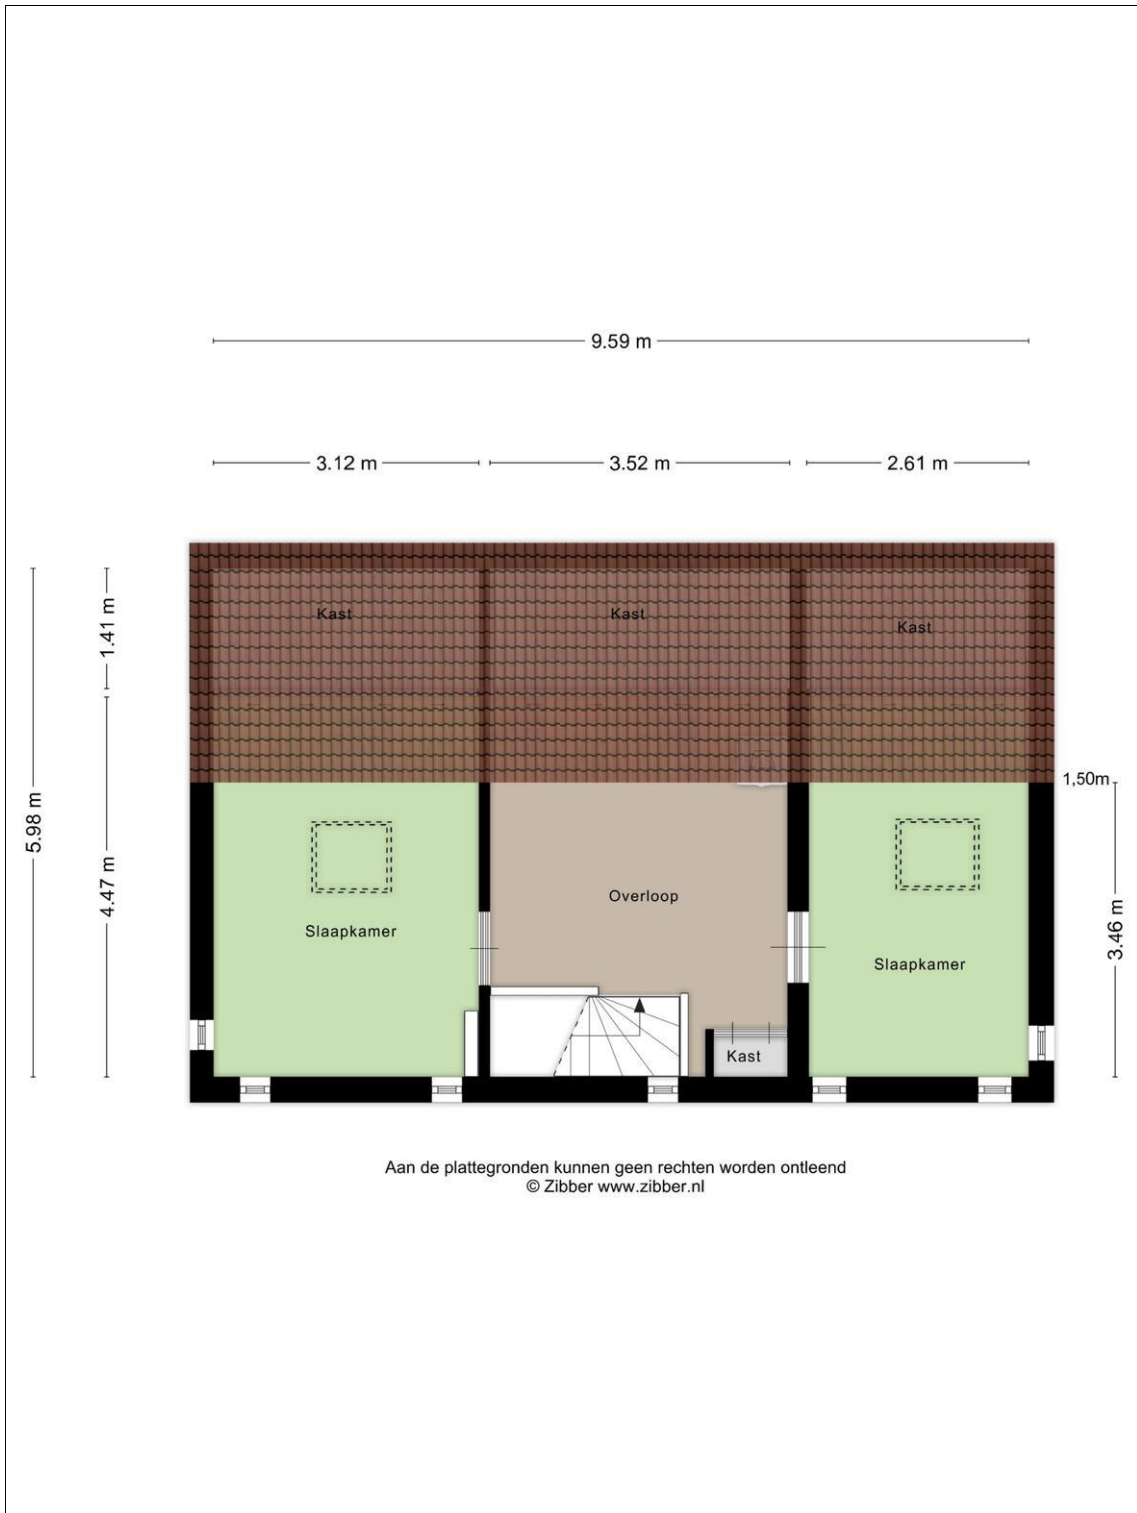 9.59 m
3.12 m
3.52 m
2.61 m
Kast
Kast
Kast
1.41 m
1,50m
5.98 m
4.47 m
Overloop
3.46 m
Slaapkamer
Slaapkamer
Kast
Aan de plattegronden kunnen geen rechten worden ontleend
© Zibber www.zibber.nl